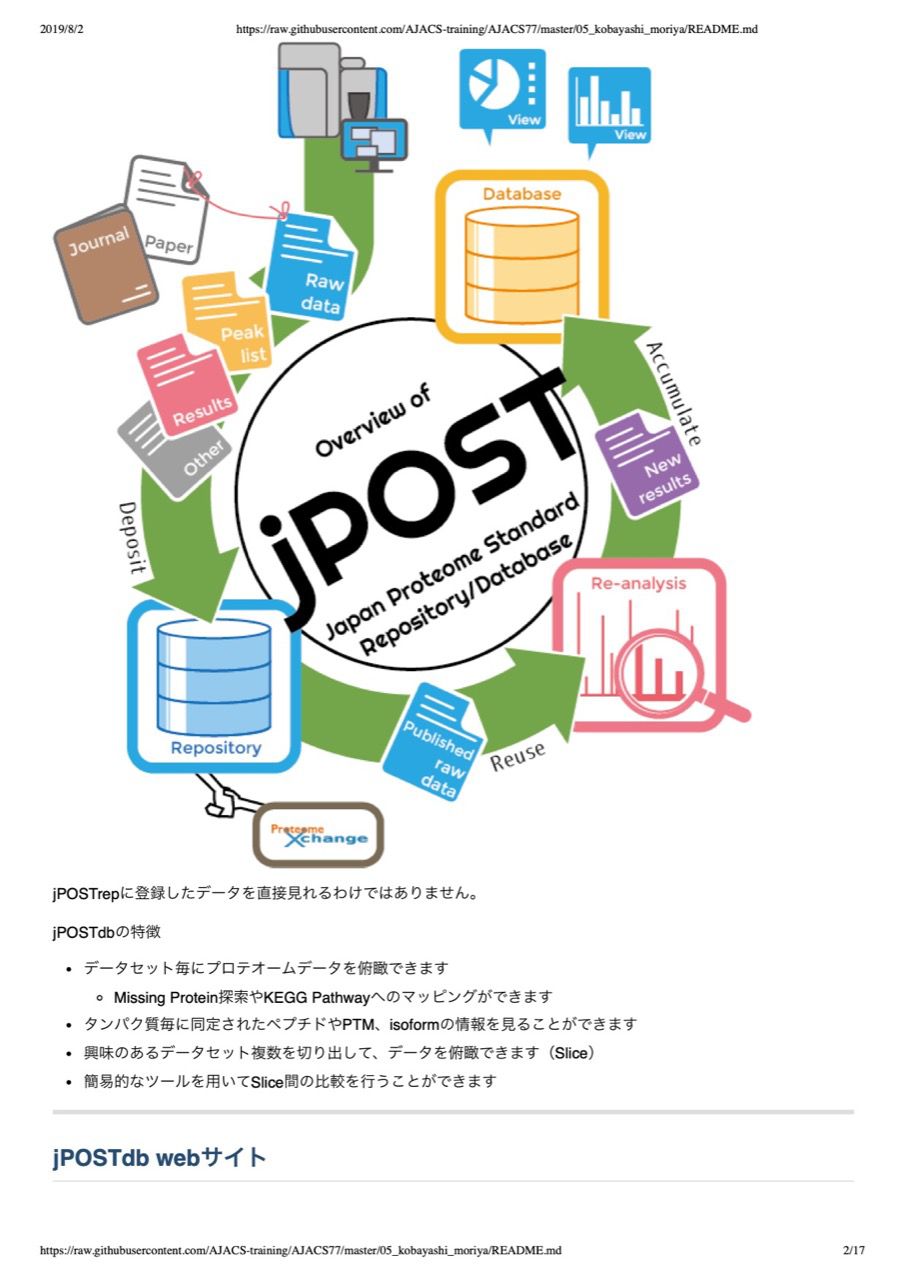 2019/8/2
https://raw.githubusercontent.com/AJACS-training/AJACS77/master/05_kobayashi_moriya/README.md
View
View
Database
Journal
Paper
Raw
data
Peak
list
Results
Other
Accumulate
New
results
Overview of
jPOST
Japan Proteome Standard
Repository/Database
Deposit
Re-analysis
Repository
Published
raw
data
Reuse
Proteome
Xchange
jPOSTrepに登録したデータを直接見れるわけではありません。
jPOSTdbの特徴
• データセット毎にプロテオームデータを俯瞰できます
◦ Missing Protein探索やKEGG Pathwayへのマッピングができます
• タンパク質毎に同定されたペプチドやPTM、isoformの情報を見ることができます
• 興味のあるデータセット複数を切り出して、データを俯瞰できます（Slice）
• 簡易的なツールを用いてSlice間の比較を行うことができます
jPOSTdb webサイト
https://raw.githubusercontent.com/AJACS-training/AJACS77/master/05_kobayashi_moriya/README.md
2/17